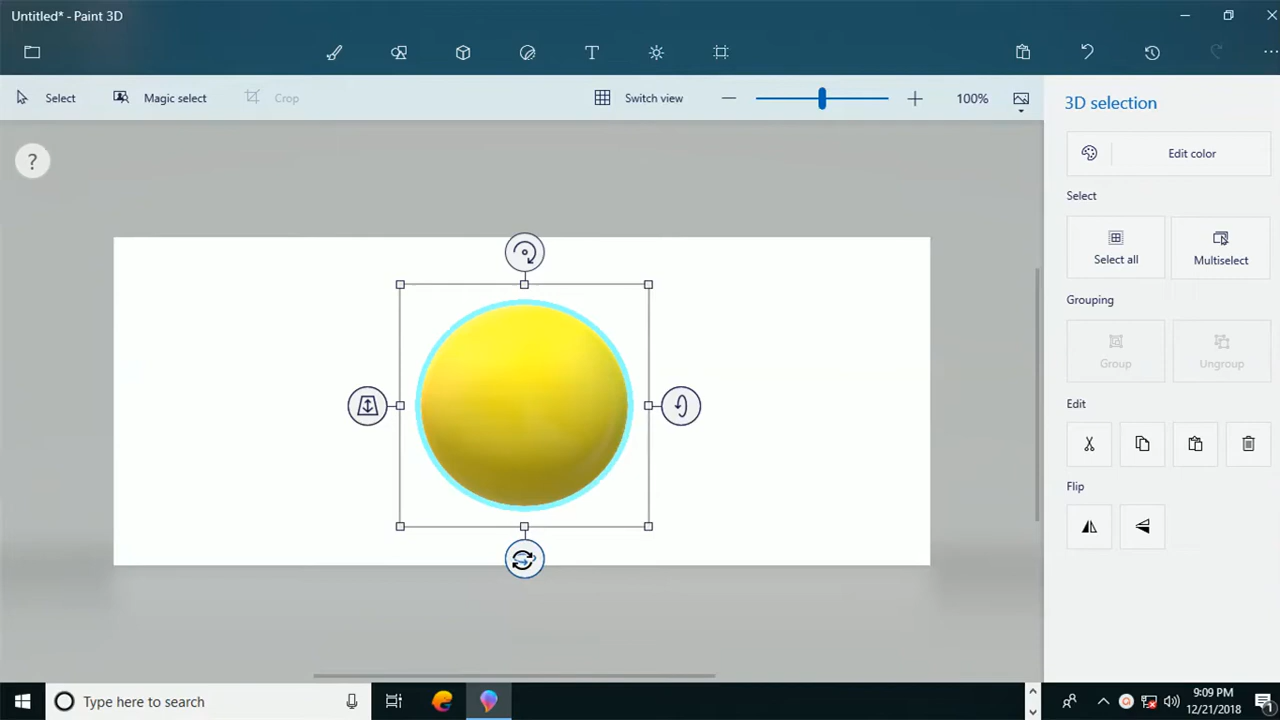 Untitled* - Paint 3D
Select
Magic select
Crop
Switch view
100%
3D selection
?
Edit color
Select
Select all
Multiselect
Grouping
Group
Ungroup
Edit
Flip
Type here to search
9:09 PM
12/21/2018
1